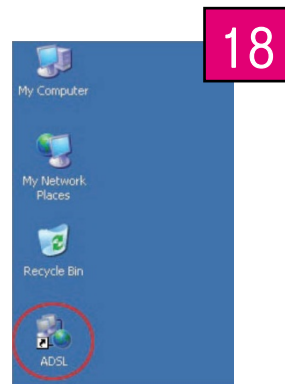 18
My Computer
My Network
Places
Recycle Bin
ADSL